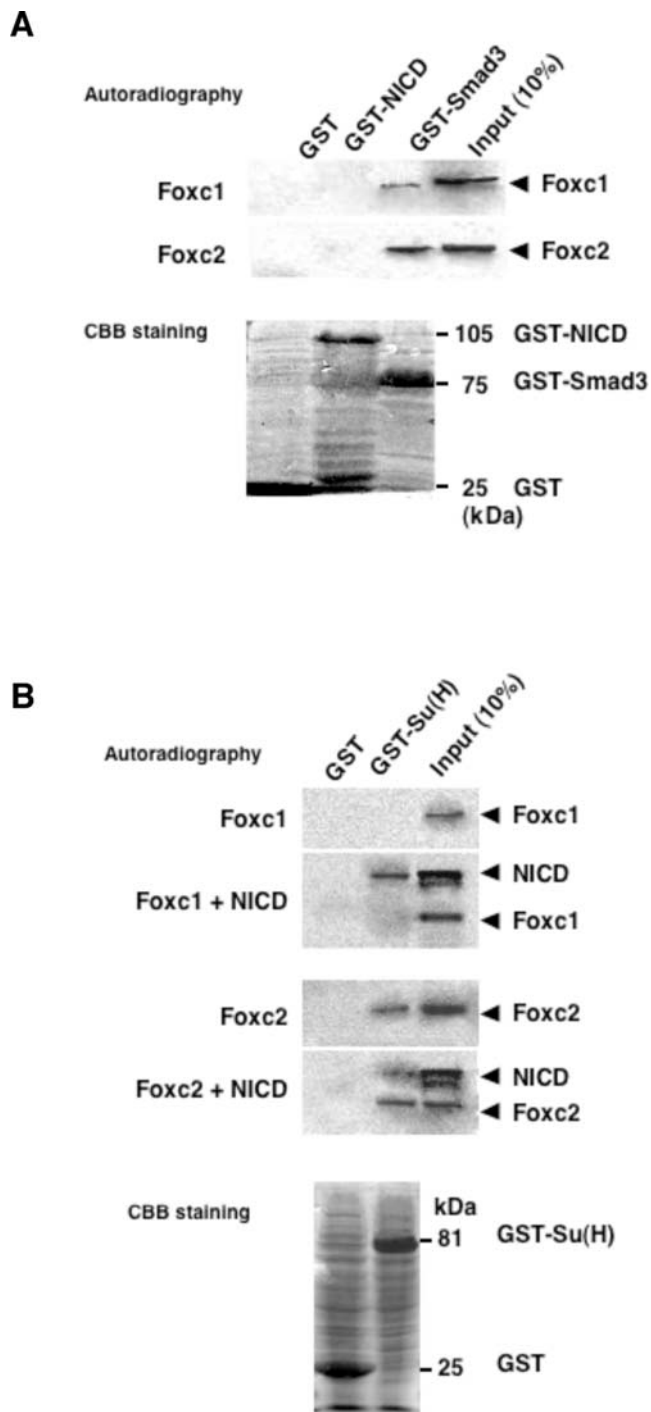 A
Autoradiography
GST
GST-NICD
GST-Smad3
Input (10%)
Foxc1
Foxc1
Foxc2
Foxc2
CBB staining
105 GST-NICD
75 GST-Smad3
25 GST
(kDa)
B
Autoradiography
GST
GST-Su(H)
Input (10%)
Foxc1
Foxc1
Foxc1 + NICD
NICD
Foxc1
Foxc2
Foxc2
Foxc2 + NICD
NICD
Foxc2
CBB staining
kDa
81 GST-Su(H)
25 GST